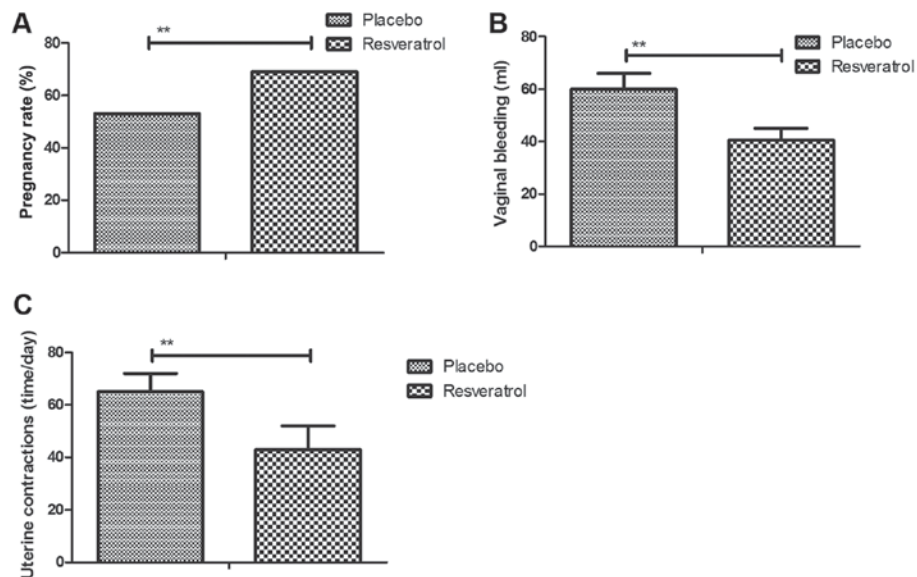 A
Placebo
Resveratrol
**
Pregnancy rate (%)
80
60
40
20
0
B
Placebo
Resveratrol
**
Vaginal bleeding (ml)
80
60
40
20
0
C
Placebo
Resveratrol
**
Uterine contractions (time/day)
80
60
40
20
0